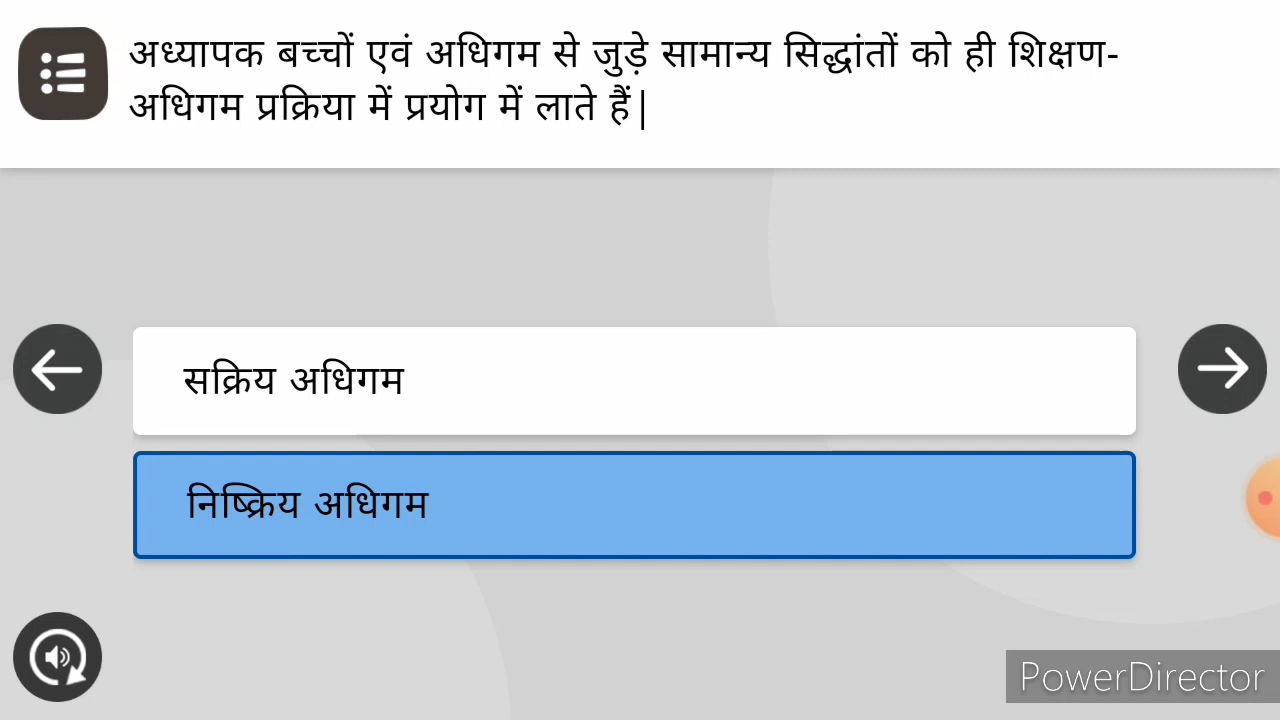 अध्यापक बच्चों एवं अधिगम से जुड़े सामान्य सिद्धांतों को ही शिक्षण-
अधिगम प्रक्रिया में प्रयोग में लाते हैं|
सक्रिय अधिगम
निष्क्रिय अधिगम
PowerDirector